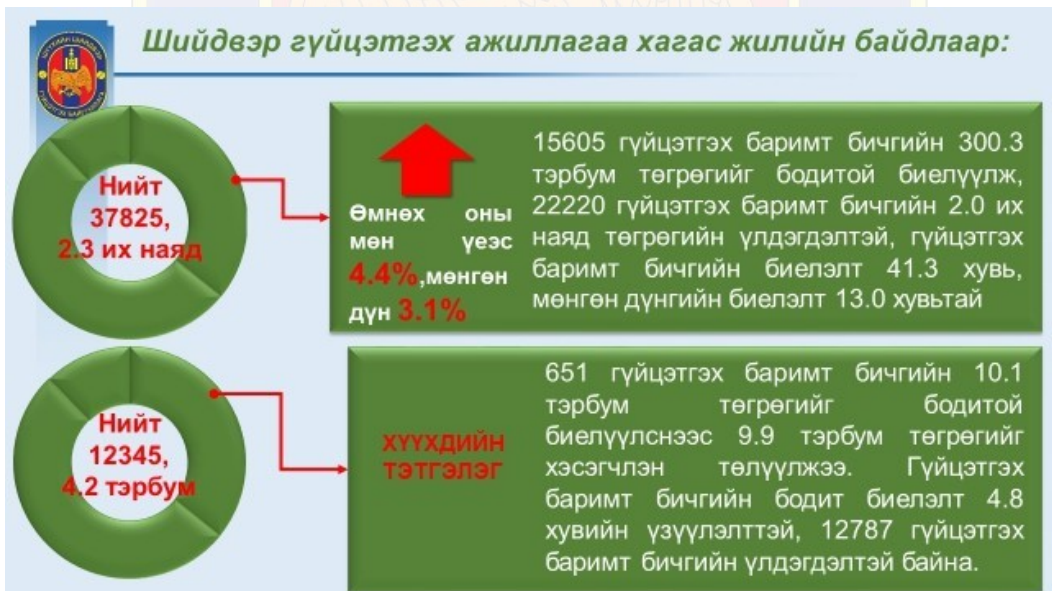 Шийдвэр гүйцэтгэх ажиллагаа хагас жилийн байдлаар:
Нийт
37825,
2.3 их наяд
Өмнөх оны
мөн үеэс
4.4%,мөнгөн
дүн 3.1%
15605 гүйцэтгэх баримт бичгийн 300.3
тэрбум төгрөгийг бодитой биелүүлж,
22220 гүйцэтгэх баримт бичгийн 2.0 их
наяд төгрөгийн үлдэгдэлтэй, гүйцэтгэх
баримт бичгийн биелэлт 41.3 хувь,
мөнгөн дүнгийн биелэлт 13.0 хувьтай
Нийт
12345,
4.2 тэрбум
ХҮҮХДИЙН
ТЭТГЭЛЭГ
651 гүйцэтгэх баримт бичгийн 10.1
тэрбум төгрөгийг бодитой
биелүүлснээс 9.9 тэрбум төгрөгийг
хэсэгчлэн төлүүлжээ. Гүйцэтгэх
баримт бичгийн бодит биелэлт 4.8
хувийн үзүүлэлттэй, 12787 гүйцэтгэх
баримт бичгийн үлдэгдэлтэй байна.